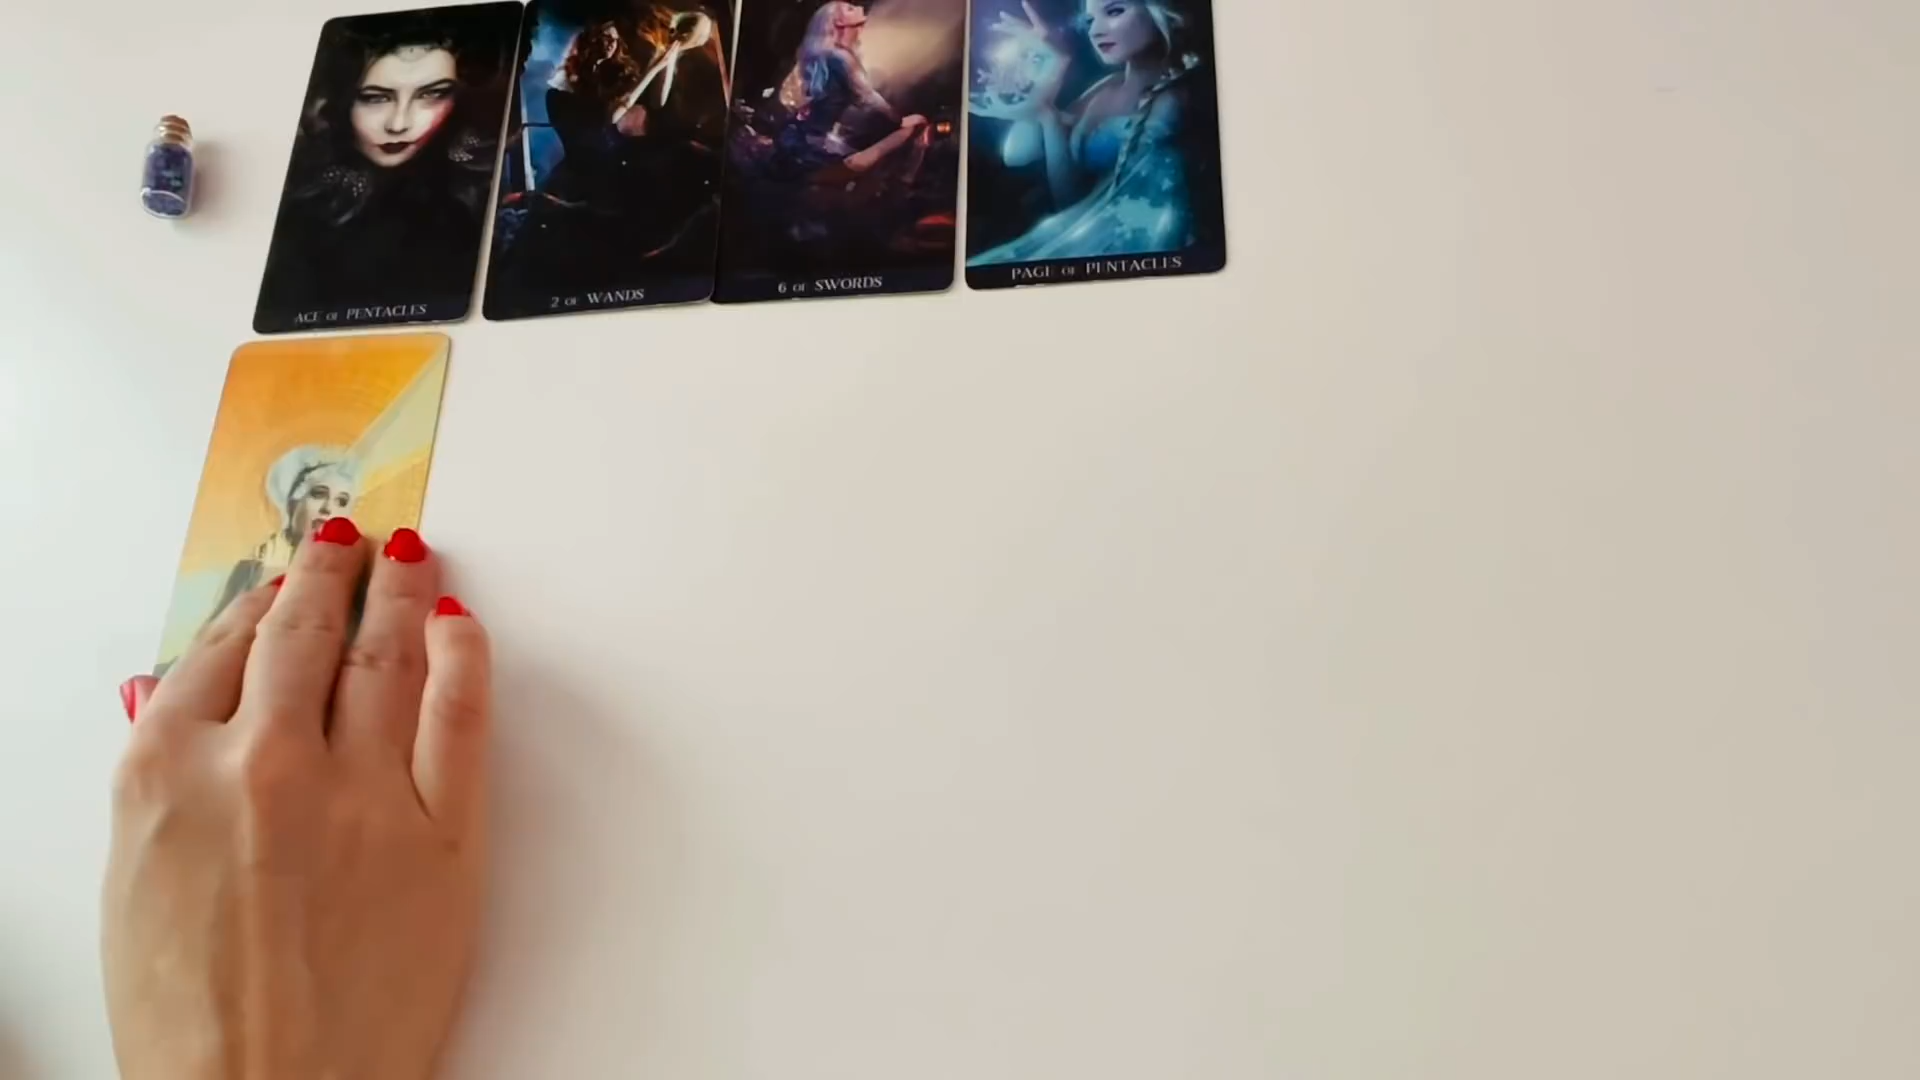 ACE OF PENTACLES
2 OF WANDS
6 OF SWORDS
PAGE OF PENTACLES